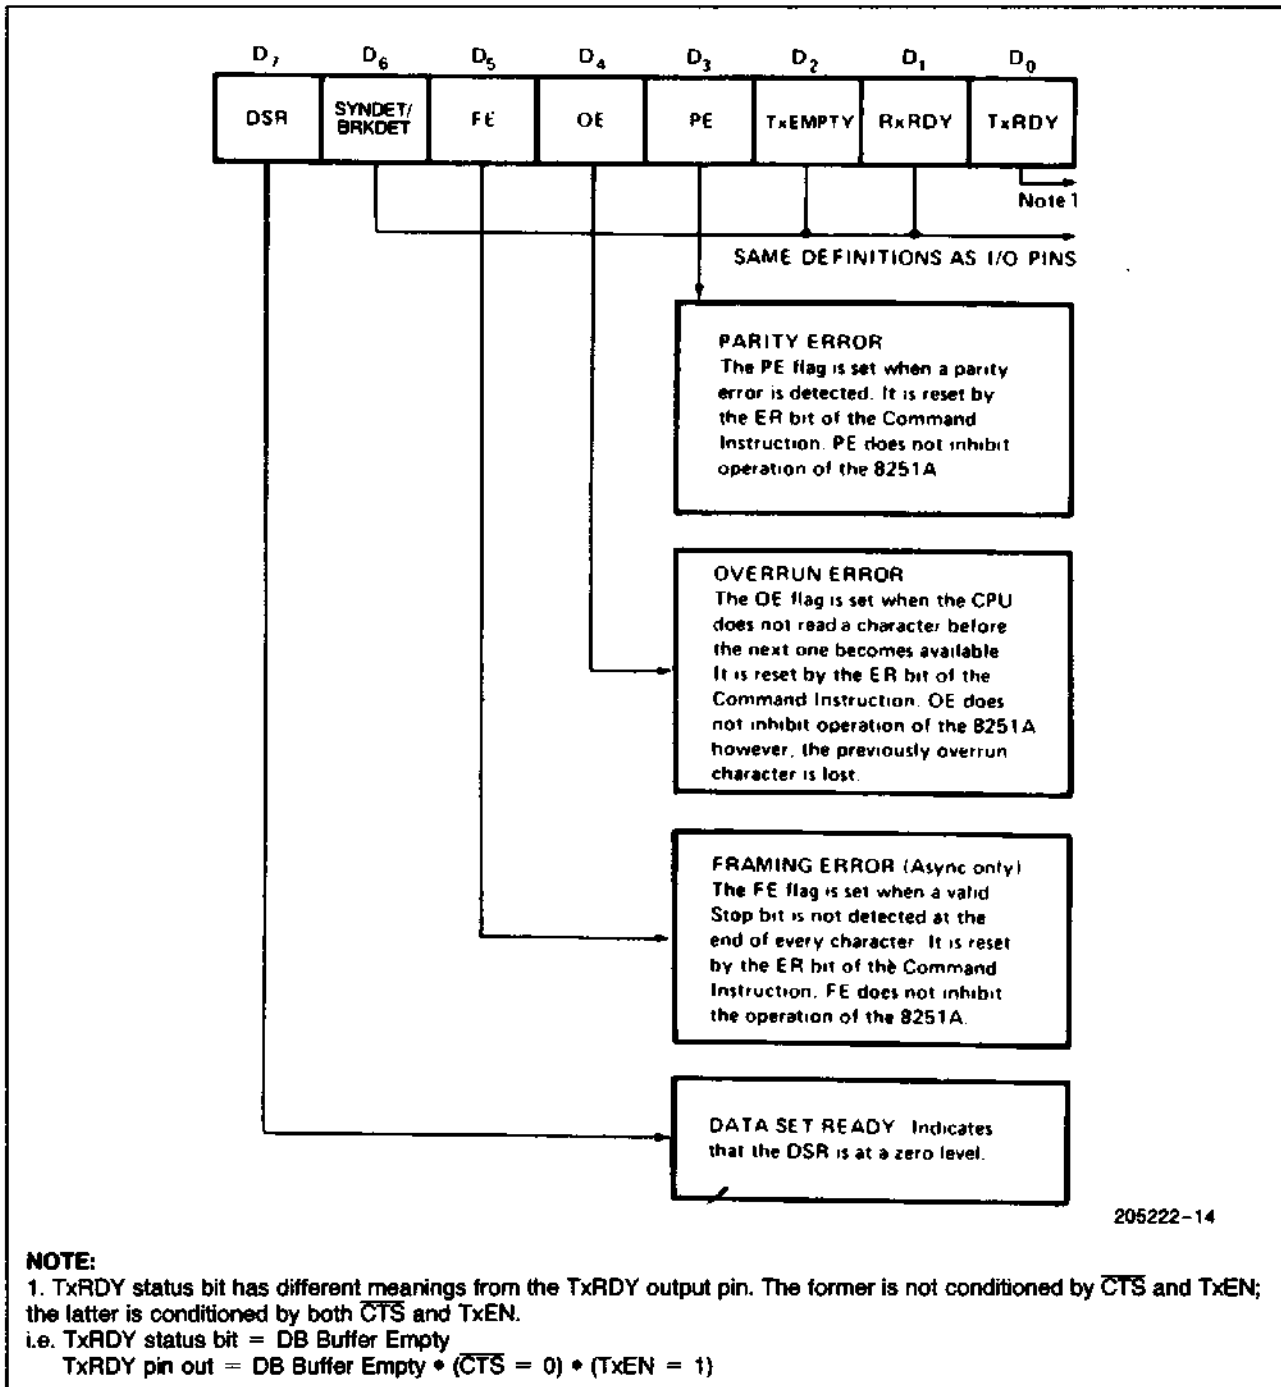 D7 D6 D5 D4 D3 D2 D1 D0
DSR SYNDET/ BRKDET FE OE PE TxEMPTY RxRDY TxRDY
Note 1
SAME DEFINITIONS AS I/O PINS
PARITY ERROR
The PE flag is set when a parity
error is detected. It is reset by
the ER bit of the Command
Instruction. PE does not inhibit
operation of the 8251A
OVERRUN ERROR
The OE flag is set when the CPU
does not read a character before
the next one becomes available
It is reset by the ER bit of the
Command Instruction. OE does
not inhibit operation of the 8251A
however, the previously overrun
character is lost.
FRAMING ERROR (Async only)
The FE flag is set when a valid
Stop bit is not detected at the
end of every character It is reset
by the ER bit of the Command
Instruction. FE does not inhibit
the operation of the 8251A.
DATA SET READY Indicates
that the DSR is at a zero level.
205222-14
NOTE:
1. TxRDY status bit has different meanings from the TxRDY output pin. The former is not conditioned by C̅T̅S̅ and TxEN;
the latter is conditioned by both C̅T̅S̅ and TxEN.
i.e. TxRDY status bit = DB Buffer Empty
TxRDY pin out = DB Buffer Empty • (C̅T̅S̅ = 0) • (TxEN = 1)